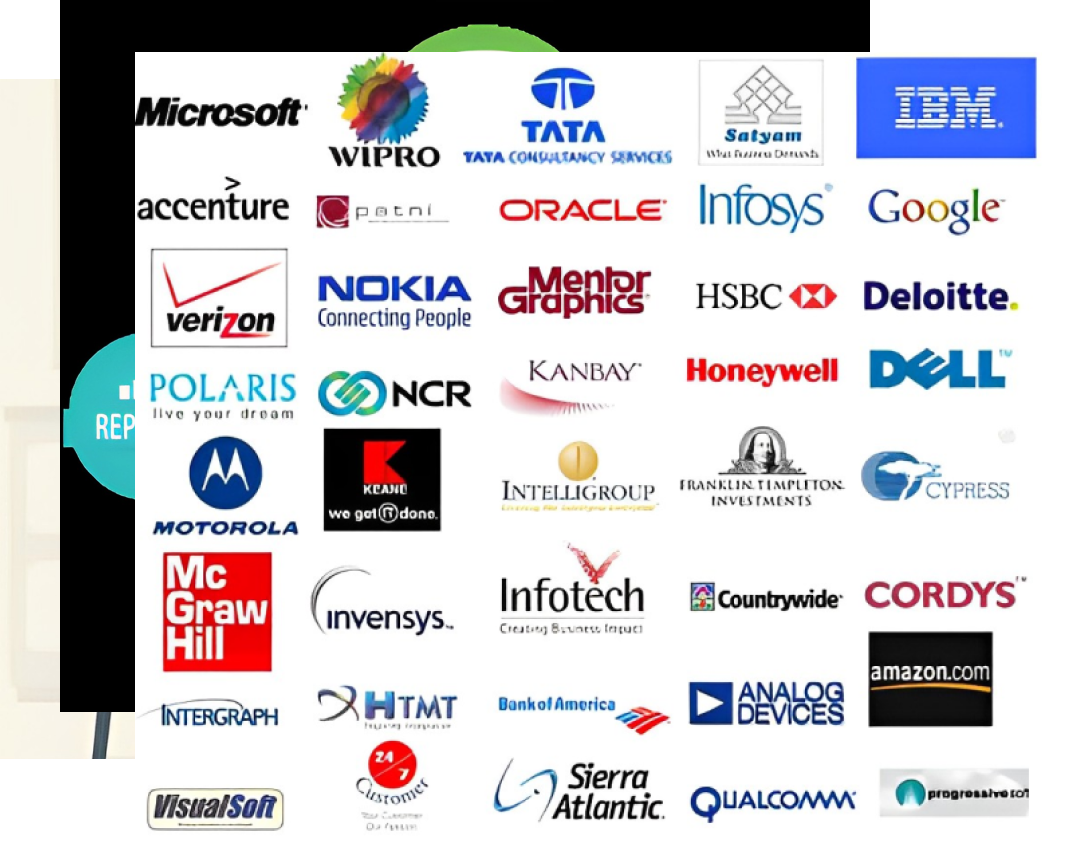 Microsoft
WIPRO
TATA
TATA CONSULTANCY SERVICES
Satyam
What Business Demands
IBM
accenture
patni
ORACLE
Infosys
Google
verizon
NOKIA
Connecting People
Mentor
Graphics
HSBC
Deloitte.
POLARIS
live your dream
NCR
KANBAY
Honeywell
DELL
REP
MOTOROLA
KEANE
we get it done.
INTELLIGROUP
FRANKLIN TEMPLETON
INVESTMENTS
CYPRESS
Mc
Graw
Hill
invensys
Infotech
Creating Business Impact
Countrywide
CORDYS
amazon.com
INTERGRAPH
HTMT
Bank of America
ANALOG
DEVICES
VisualSoft
24
7
Customer
Your Customer
Sierra
Atlantic
QUALCOMM
progressive